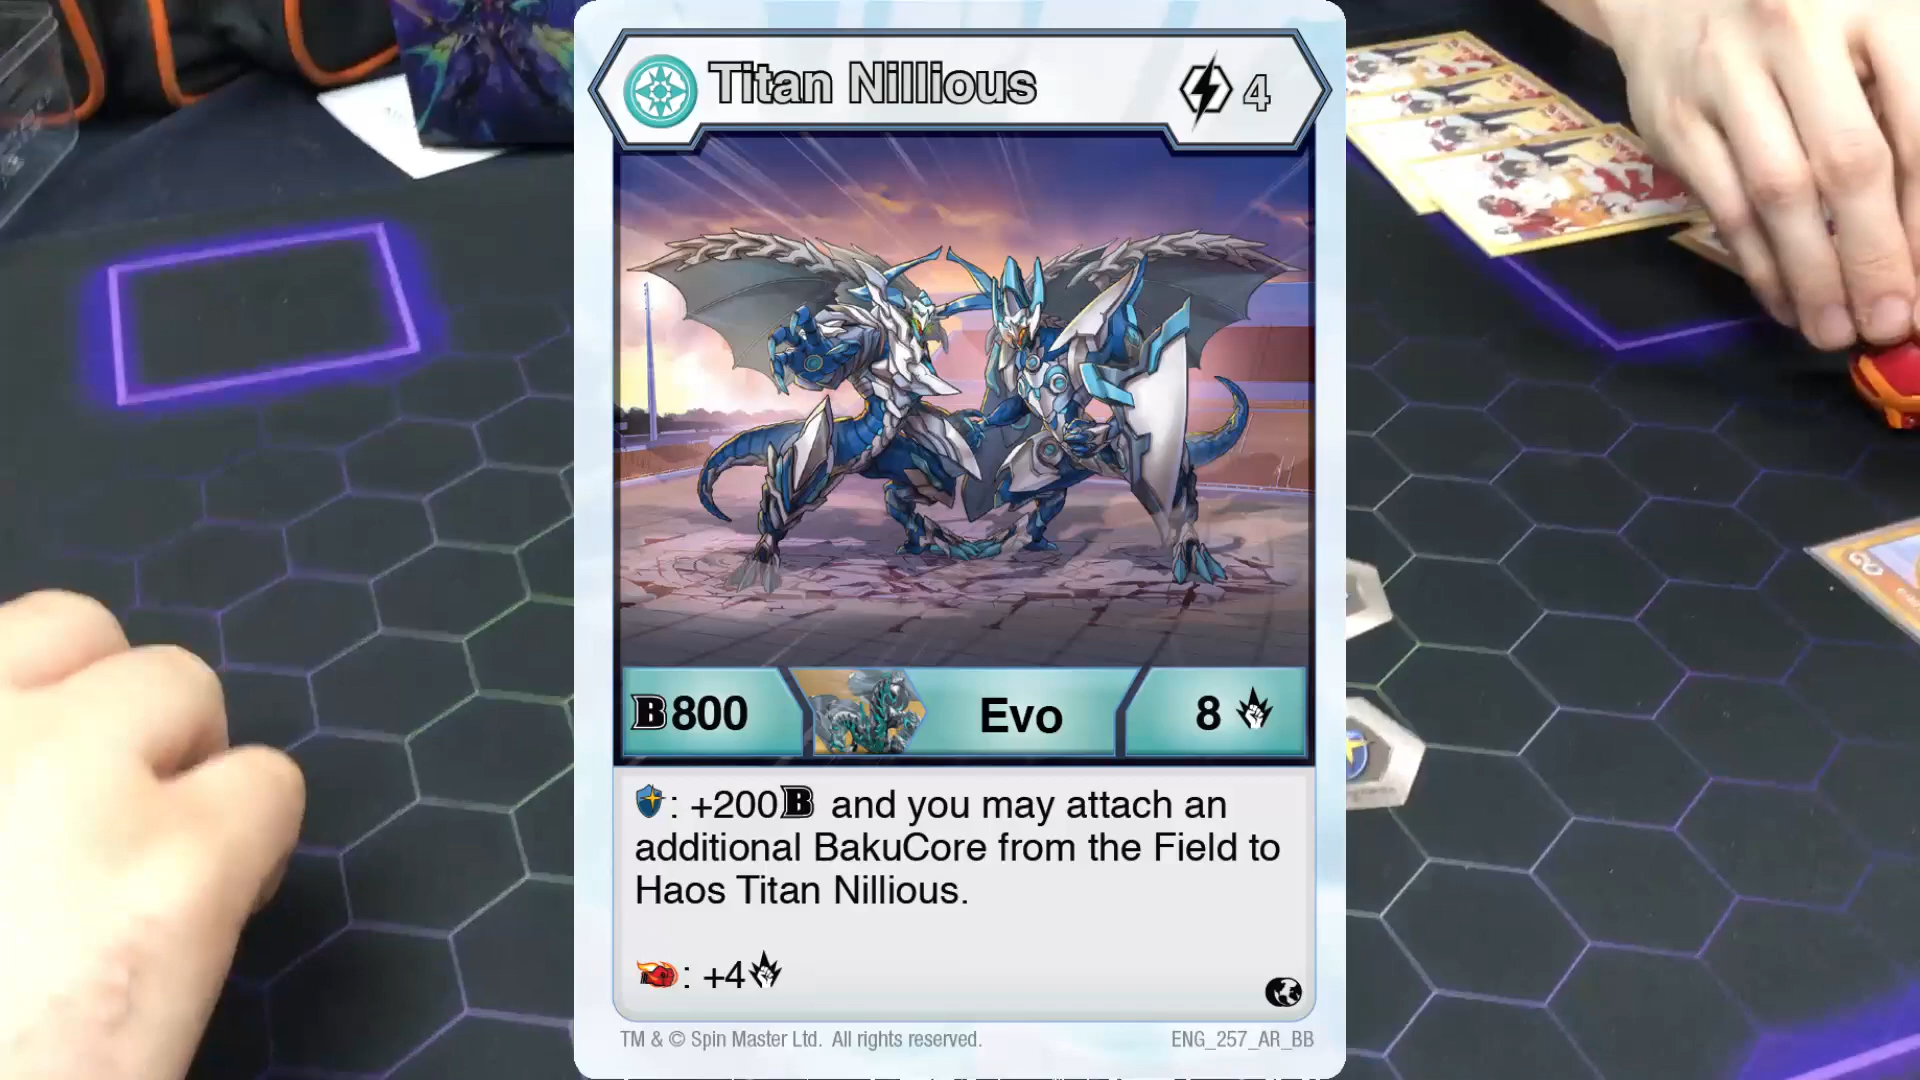 Titan Nillious
4
B 800
Evo
8
: +200B and you may attach an
additional BakuCore from the Field to
Haos Titan Nillious.
: +4
TM & © Spin Master Ltd. All rights reserved.
ENG_257_AR_BB